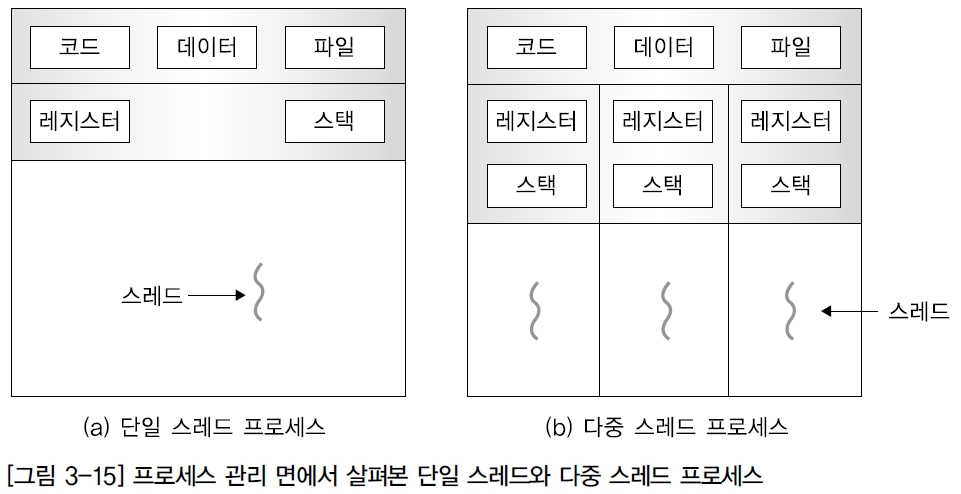 코드 데이터 파일
레지스터 스택
스레드
(a) 단일 스레드 프로세스
코드 데이터 파일
레지스터 레지스터 레지스터
스택 스택 스택
스레드
(b) 다중 스레드 프로세스
[그림 3-15] 프로세스 관리 면에서 살펴본 단일 스레드와 다중 스레드 프로세스